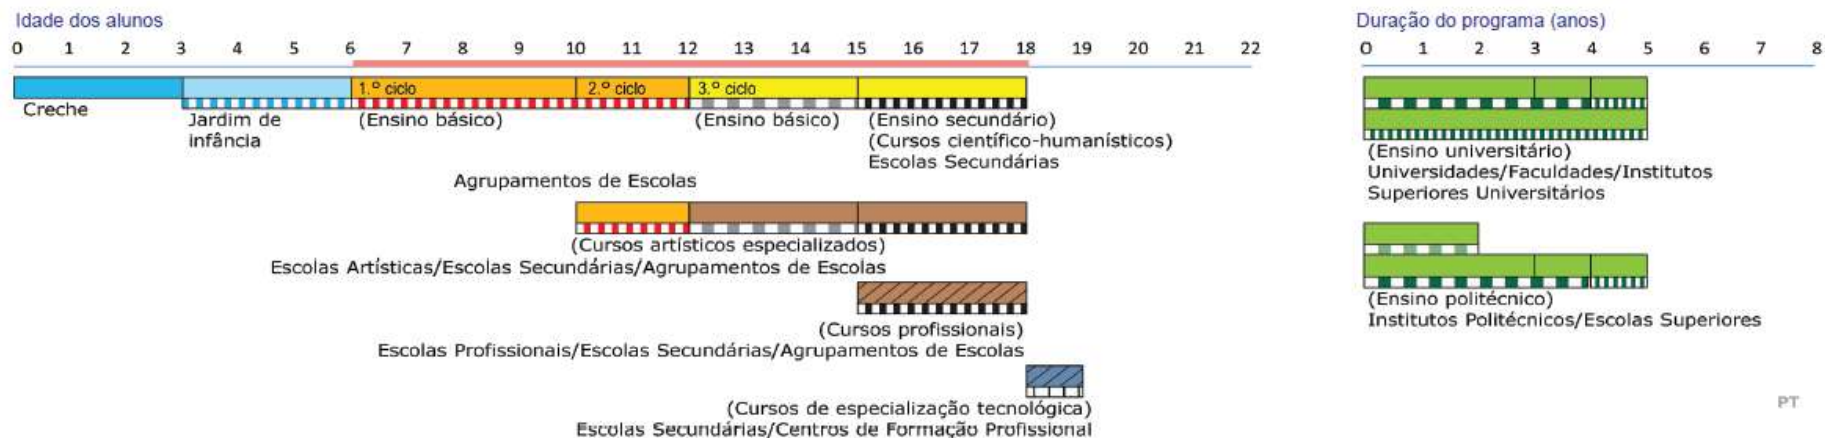 Idade dos alunos
0 1 2 3 4 5 6 7 8 9 10 11 12 13 14 15 16 17 18 19 20 21 22
1.º ciclo 2.º ciclo 3.º ciclo
Creche
Jardim de
infância
(Ensino básico)
(Ensino básico)
(Ensino secundário)
(Cursos científico-humanísticos)
Escolas Secundárias
Agrupamentos de Escolas
(Cursos artísticos especializados)
Escolas Artísticas/Escolas Secundárias/Agrupamentos de Escolas
(Cursos profissionais)
Escolas Profissionais/Escolas Secundárias/Agrupamentos de Escolas
(Cursos de especialização tecnológica)
Escolas Secundárias/Centros de Formação Profissional
Duração do programa (anos)
0 1 2 3 4 5 6 7 8
(Ensino universitário)
Universidades/Faculdades/Institutos
Superiores Universitários
(Ensino politécnico)
Institutos Politécnicos/Escolas Superiores
PT